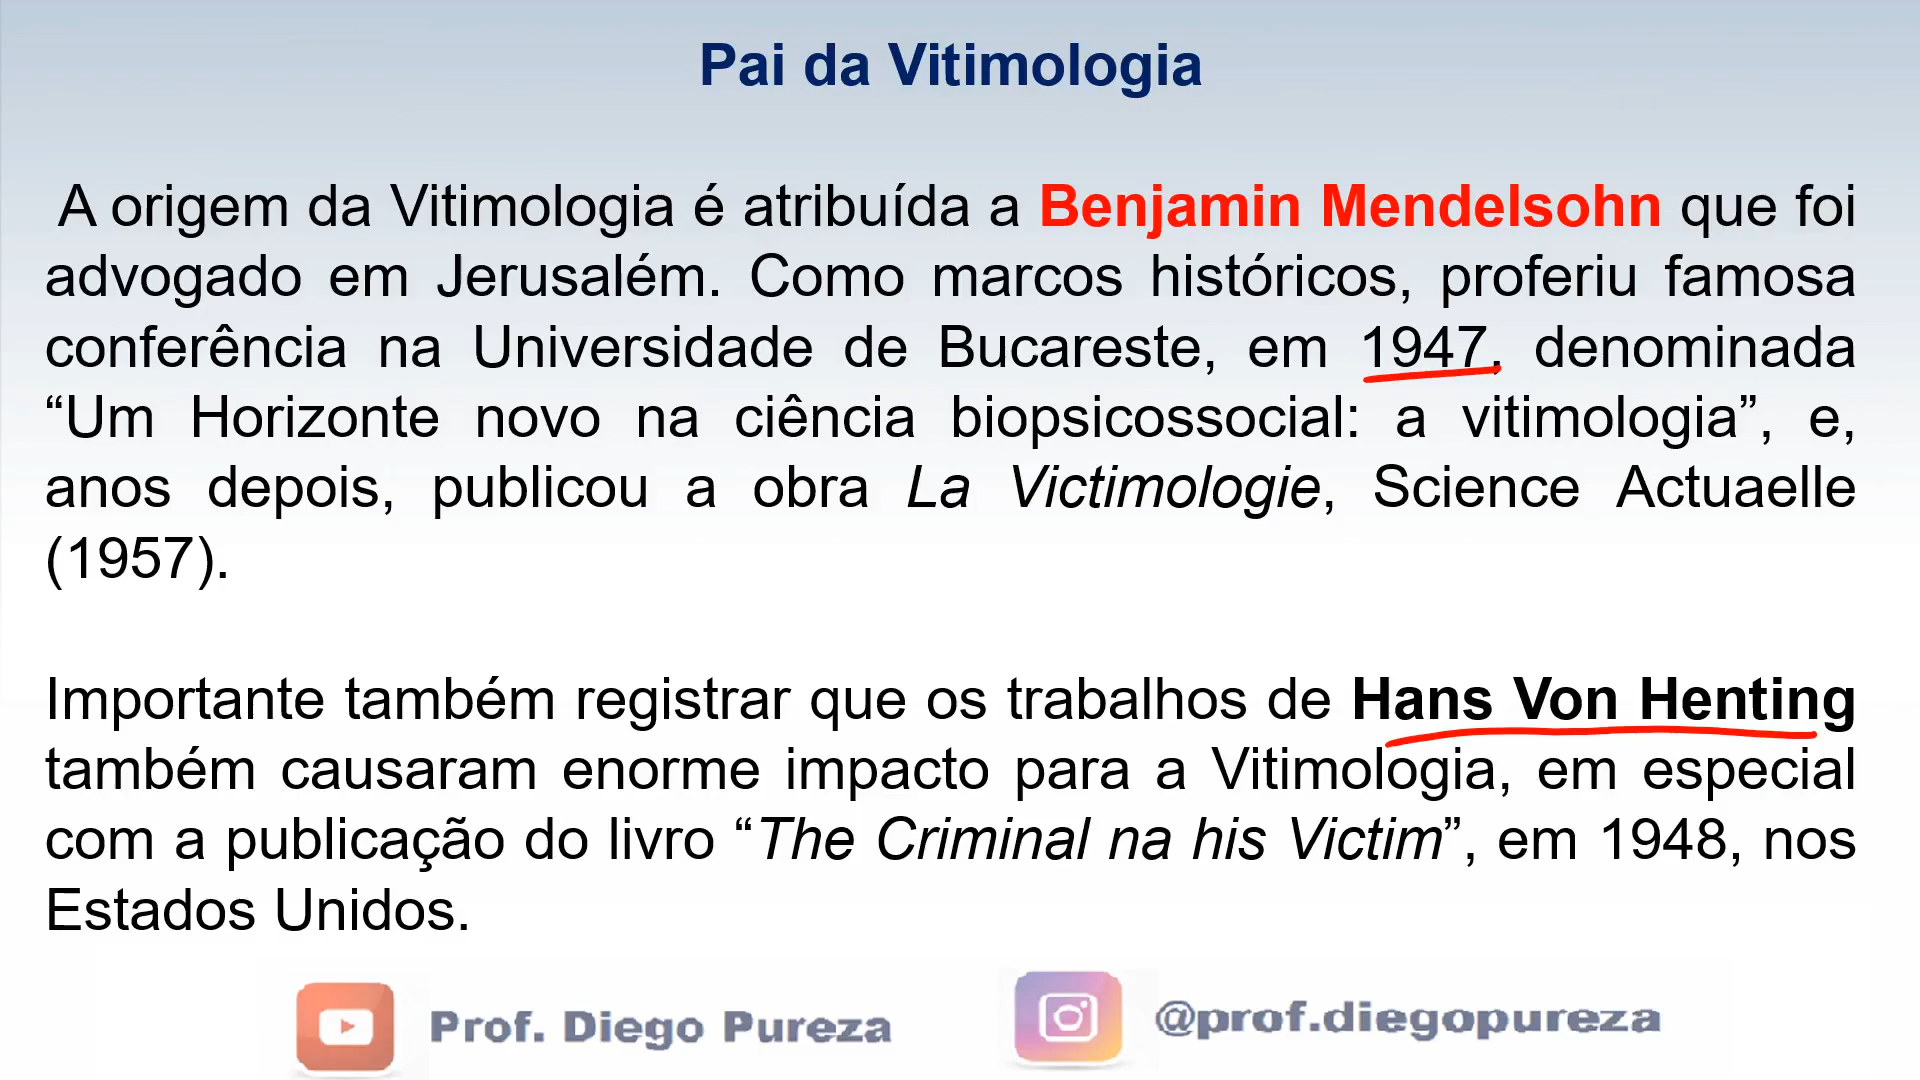 Pai da Vitimologia
A origem da Vitimologia é atribuída a Benjamin Mendelsohn que foi
advogado em Jerusalém. Como marcos históricos, proferiu famosa
conferência na Universidade de Bucareste, em 1947, denominada
“Um Horizonte novo na ciência biopsicossocial: a vitimologia”, e,
anos depois, publicou a obra La Victimologie, Science Actuaelle
(1957).
Importante também registrar que os trabalhos de Hans Von Henting
também causaram enorme impacto para a Vitimologia, em especial
com a publicação do livro “The Criminal na his Victim”, em 1948, nos
Estados Unidos.
Prof. Diego Pureza
@prof.diegopureza